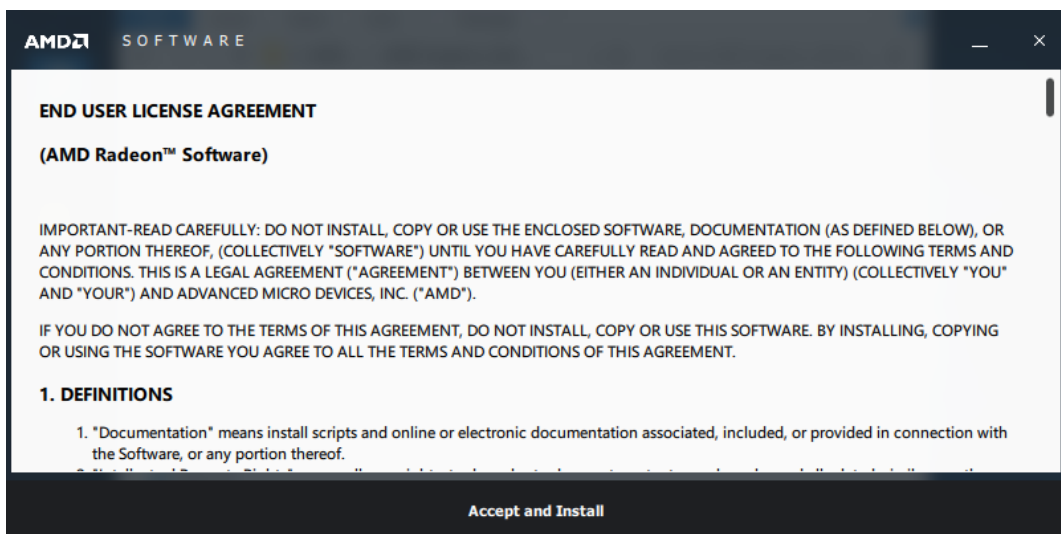 AMD SOFTWARE
END USER LICENSE AGREEMENT
(AMD Radeon™ Software)
IMPORTANT-READ CAREFULLY: DO NOT INSTALL, COPY OR USE THE ENCLOSED SOFTWARE, DOCUMENTATION (AS DEFINED BELOW), OR
ANY PORTION THEREOF, (COLLECTIVELY "SOFTWARE") UNTIL YOU HAVE CAREFULLY READ AND AGREED TO THE FOLLOWING TERMS AND
CONDITIONS. THIS IS A LEGAL AGREEMENT ("AGREEMENT") BETWEEN YOU (EITHER AN INDIVIDUAL OR AN ENTITY) (COLLECTIVELY "YOU"
AND "YOUR") AND ADVANCED MICRO DEVICES, INC. ("AMD").
IF YOU DO NOT AGREE TO THE TERMS OF THIS AGREEMENT, DO NOT INSTALL, COPY OR USE THIS SOFTWARE. BY INSTALLING, COPYING
OR USING THE SOFTWARE YOU AGREE TO ALL THE TERMS AND CONDITIONS OF THIS AGREEMENT.
1. DEFINITIONS
1. "Documentation" means install scripts and online or electronic documentation associated, included, or provided in connection with
the Software, or any portion thereof.
Accept and Install